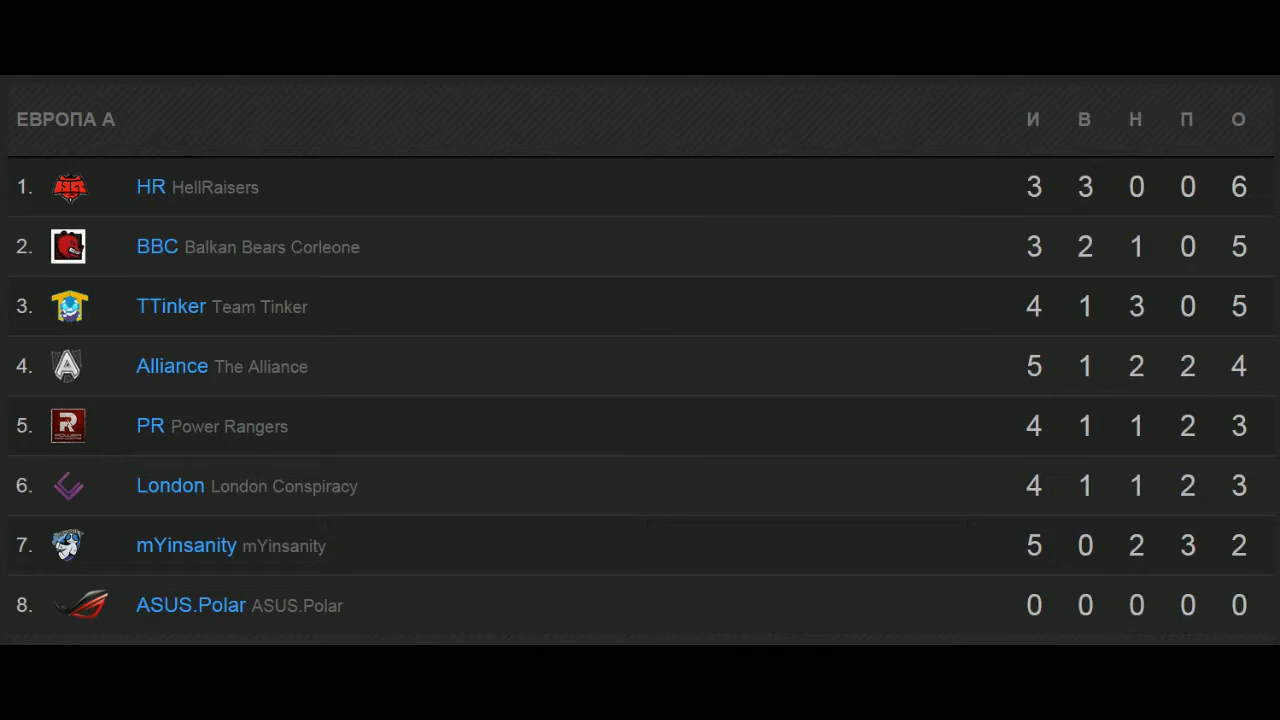 ЕВРОПА А И В Н П О
1. HR HellRaisers 3 3 0 0 6
2. BBC Balkan Bears Corleone 3 2 1 0 5
3. TTinker Team Tinker 4 1 3 0 5
4. Alliance The Alliance 5 1 2 2 4
5. PR Power Rangers 4 1 1 2 3
6. London London Conspiracy 4 1 1 2 3
7. mYinsanity mYinsanity 5 0 2 3 2
8. ASUS.Polar ASUS.Polar 0 0 0 0 0